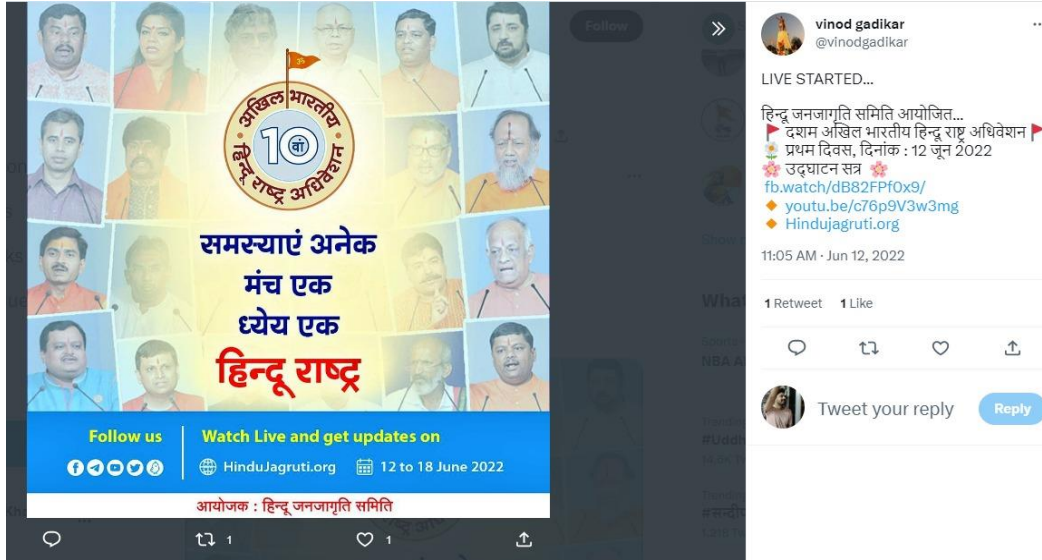 अखिल भारतीय
10 वां
हिन्दू राष्ट्र अधिवेशन
समस्याएं अनेक
मंच एक
ध्येय एक
हिन्दू राष्ट्र
Follow us
Watch Live and get updates on
HinduJagruti.org
12 to 18 June 2022
आयोजक : हिन्दू जनजागृति समिति
1
1
Follow
NBA
vinod gadikar
@vinodgadikar
LIVE STARTED...
हिन्दू जनजागृति समिति आयोजित...
🚩 दशम अखिल भारतीय हिन्दू राष्ट्र अधिवेशन 🚩
🌼 प्रथम दिवस, दिनांक : 12 जून 2022
🌸 उद्घाटन सत्र 🌸
fb.watch/dB82FPf0x9/
🔸 youtu.be/c76p9V3w3mg
🔸 Hindujagruti.org
11:05 AM · Jun 12, 2022
1 Retweet 1 Like
Tweet your reply
Reply